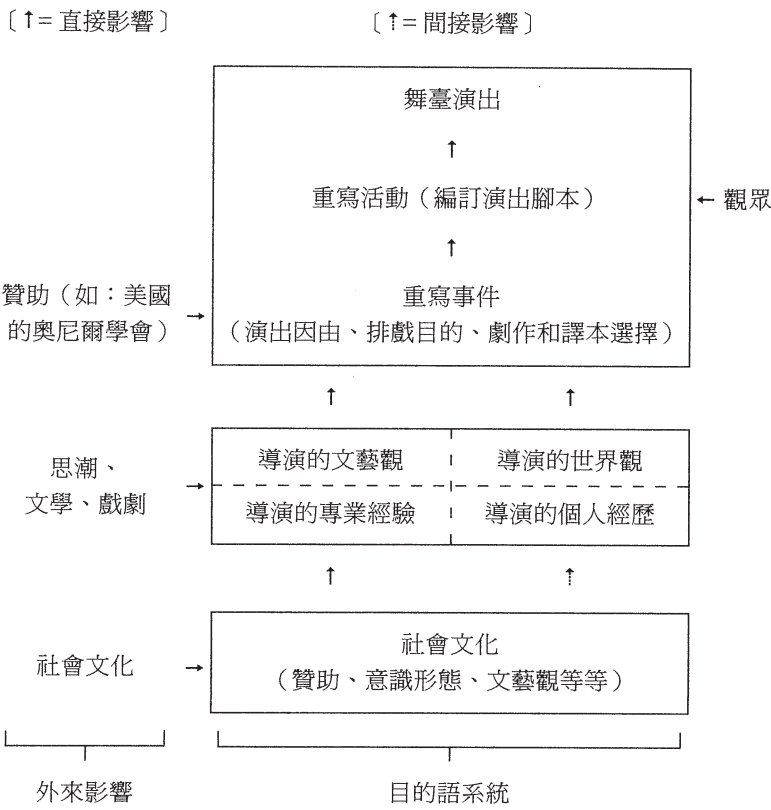 〔↑= 直接影響〕
〔⇡= 間接影響〕
舞臺演出
↑
重寫活動（編訂演出腳本）
← 觀眾
↑
重寫事件
（演出因由、排戲目的、劇作和譯本選擇）
贊助（如：美國
的奧尼爾學會）
→
↑ ↑
導演的文藝觀
導演的世界觀
導演的專業經驗
導演的個人經歷
思潮、
文學、戲劇
→
↑ ⇡
社會文化
（贊助、意識形態、文藝觀等等）
社會文化
→
外來影響
目的語系統